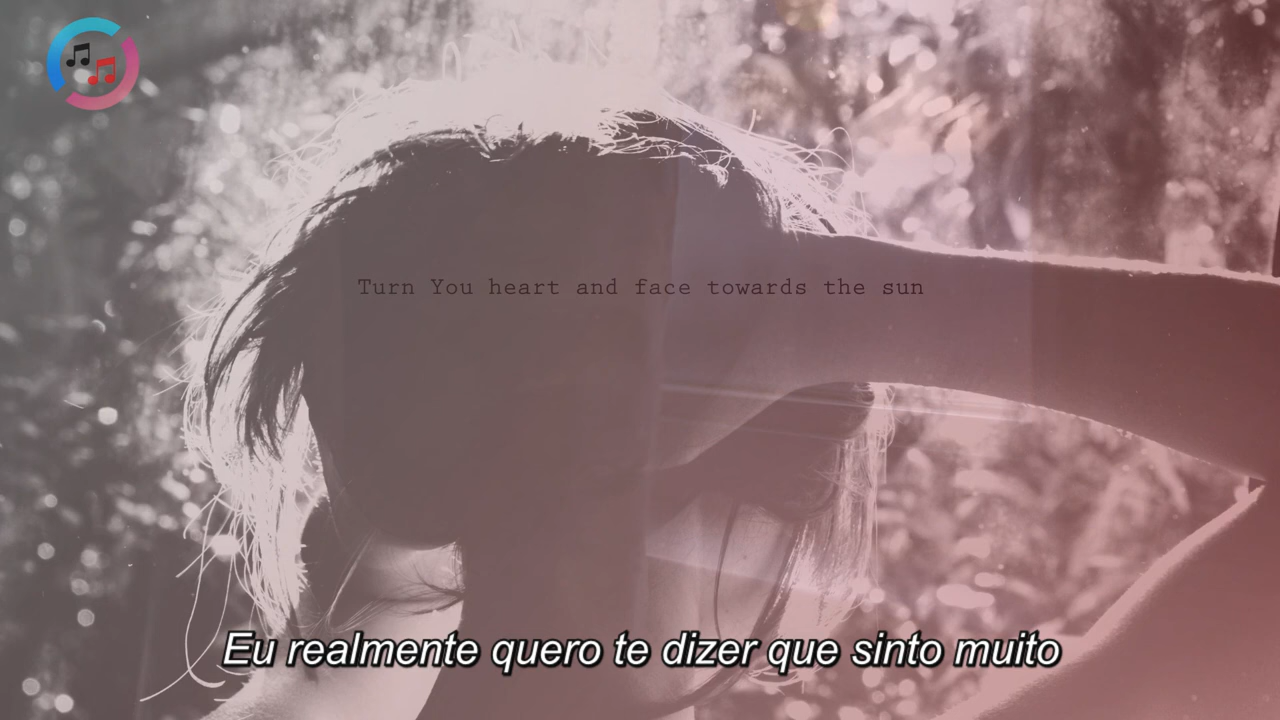 Turn You heart and face towards the sun
Eu realmente quero te dizer que sinto muito